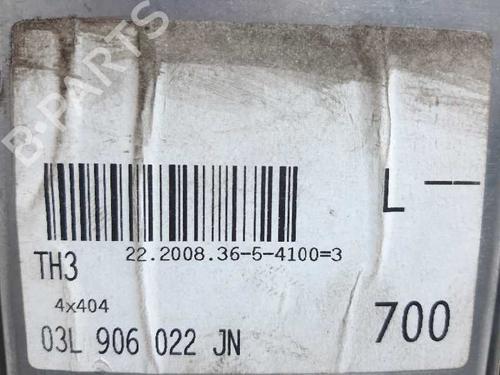 B-PARTS
L --
22.2008.36-5-4100=3
TH3
4x404
03L 906 022 JN
700